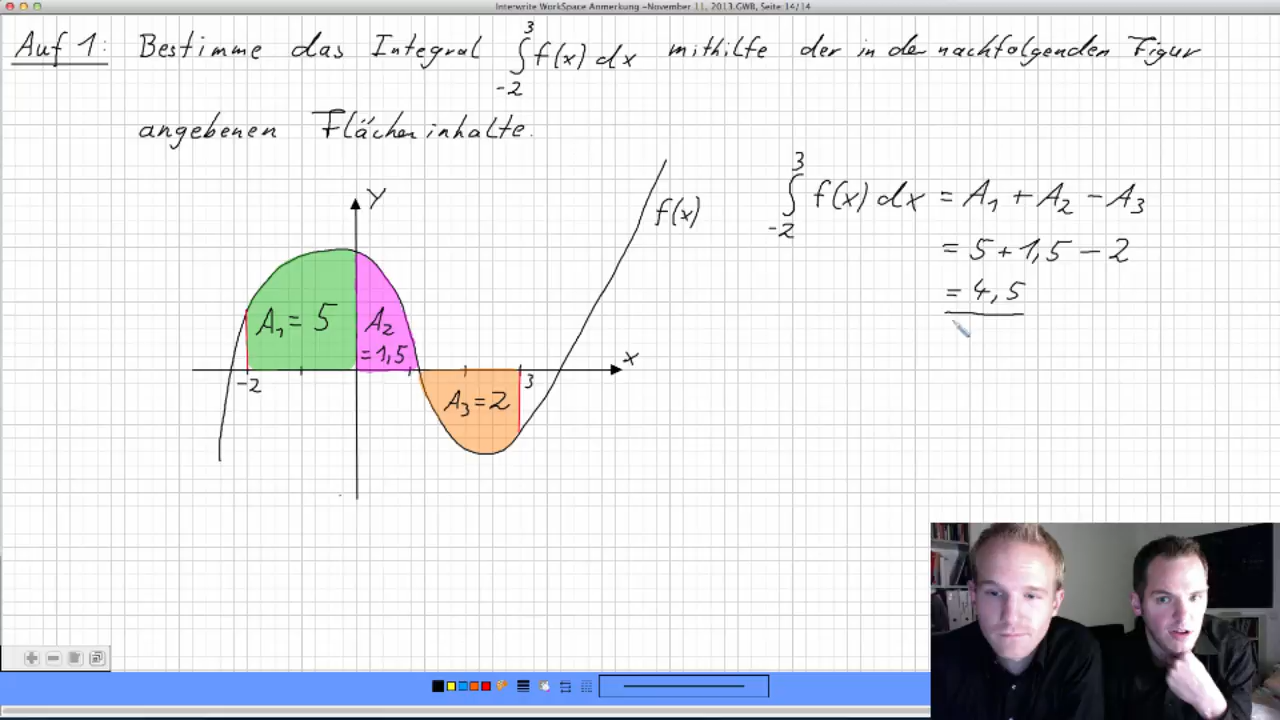 Interwrite WorkSpace Anmerkung -November 11, 2013.GWB, Seite:14/14
Auf 1: Bestimme das Integral ∫₋₂³ f(x) dx mithilfe der in de nachfolgenden Figur
angebenen Flächeninhalte.
y
f(x)
A₁ = 5
A₂
= 1,5
x
-2
3
A₃ = 2
∫₋₂³ f(x) dx = A₁ + A₂ - A₃
= 5 + 1,5 - 2
= 4,5